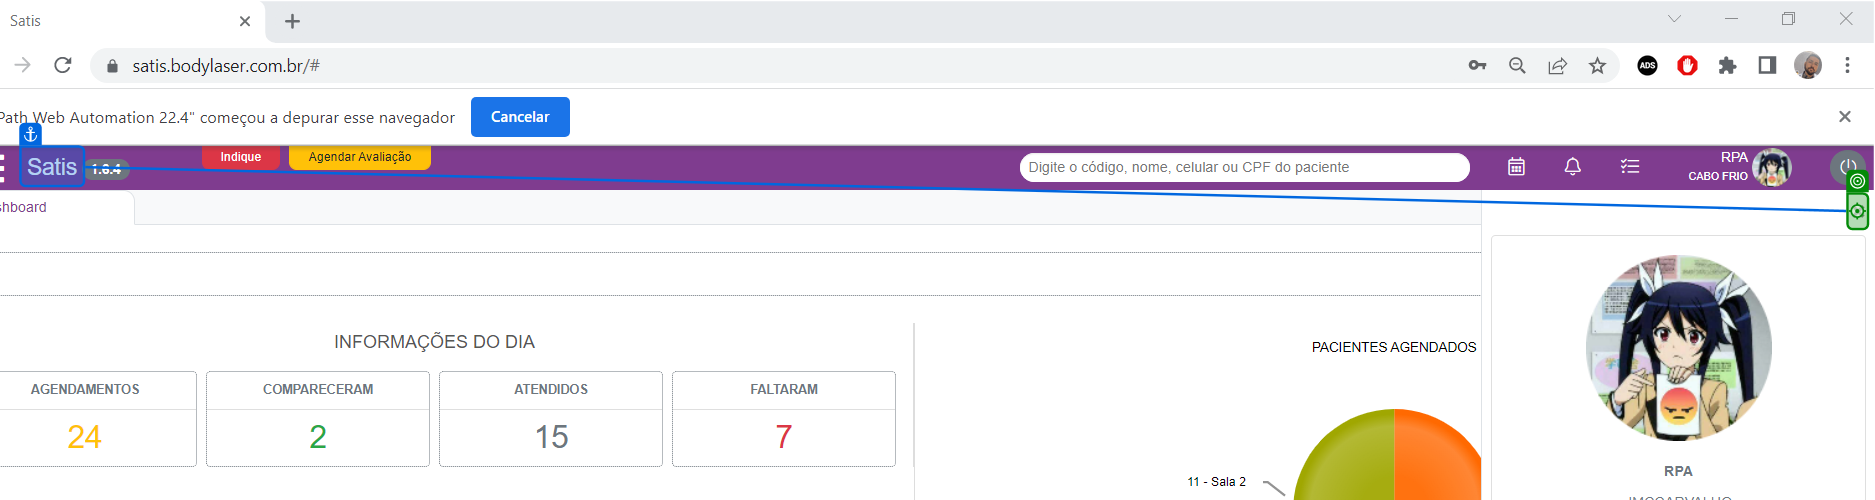 Satis
satis.bodylaser.com.br/#
ADS
Path Web Automation 22.4" começou a depurar esse navegador
Cancelar
Satis
1.6.4
Indique
Agendar Avaliação
Digite o código, nome, celular ou CPF do paciente
RPA
CABO FRIO
shboard
INFORMAÇÕES DO DIA
PACIENTES AGENDADOS
AGENDAMENTOS
COMPARECERAM
ATENDIDOS
FALTARAM
24
2
15
7
RPA
11 - Sala 2